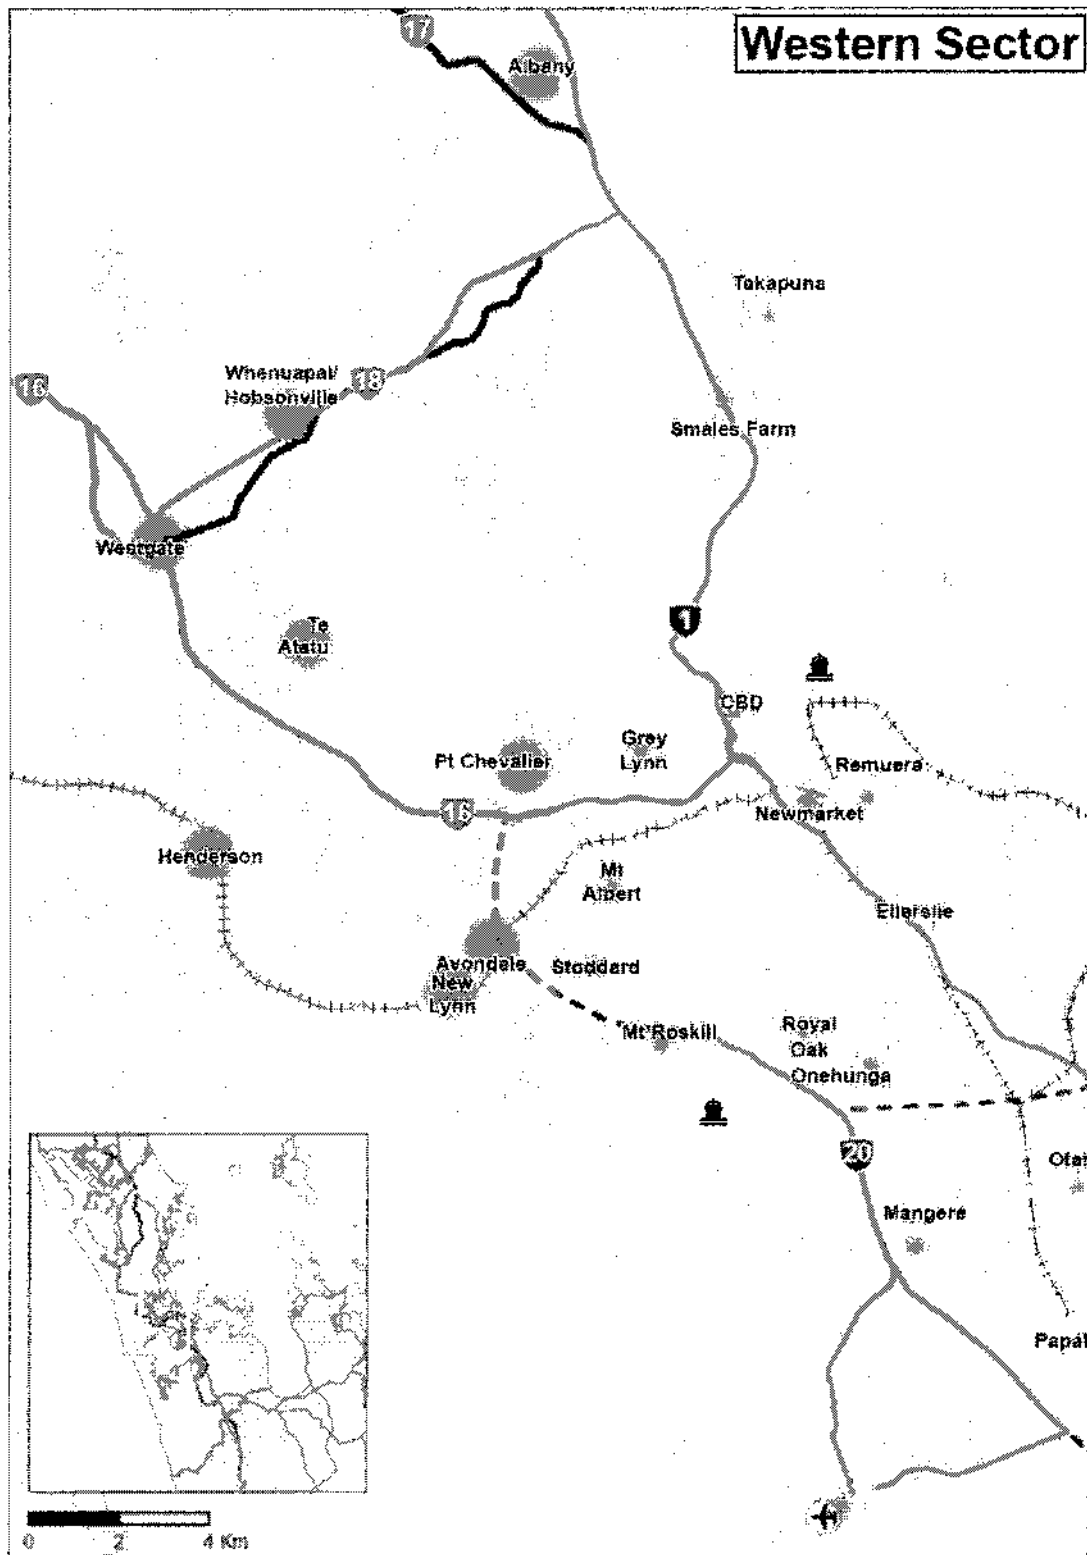 Western Sector
17
Albany
Takapuna
Whenuapai/
Hobsonville
18
16
Smales Farm
Westgate
1
Te
Atatu
CBD
Grey
Lynn
Pt Chevalier
Remuera
16
Newmarket
Henderson
Mt
Albert
Ellerslie
Avondale
Stoddard
New
Lynn
Mt Roskill
Royal
Oak
Onehunga
20
Otar
Mangere
Papat
0 2 4 Km